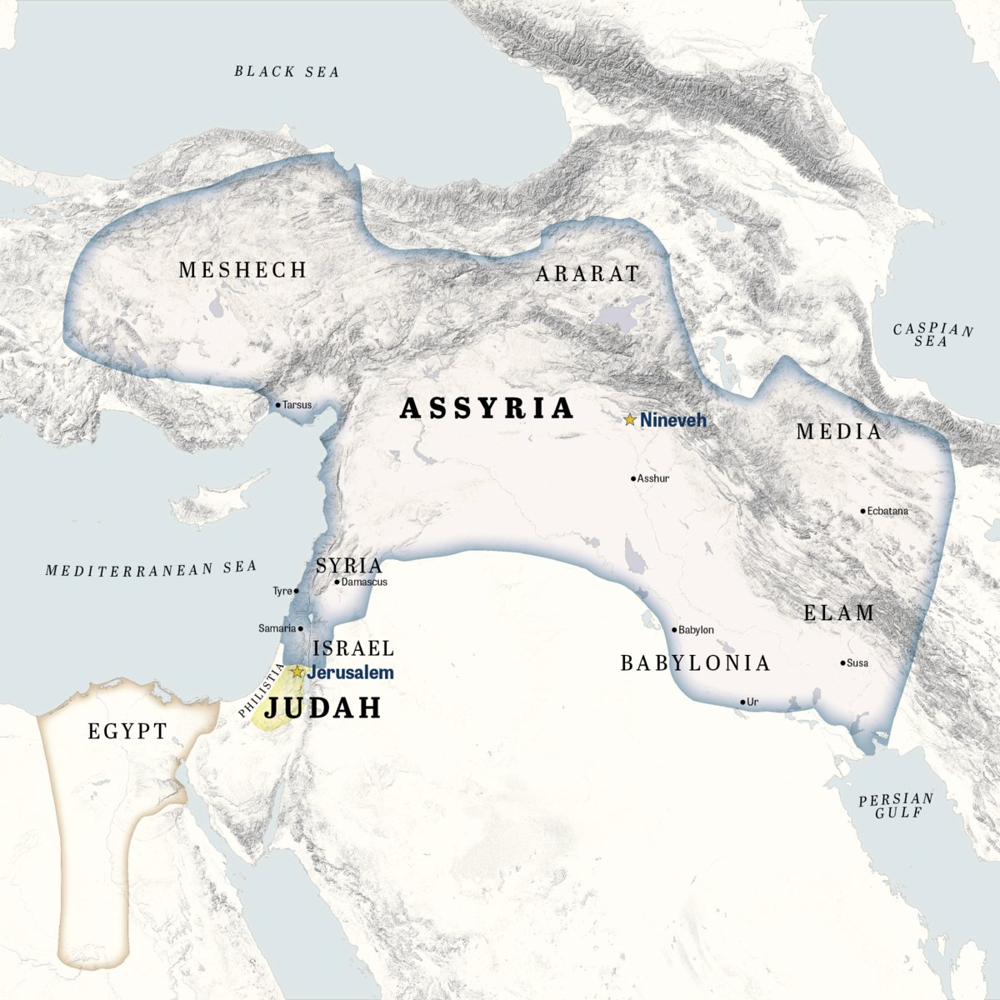 BLACK SEA
MESHECH
ARARAT
CASPIAN
SEA
Tarsus
ASSYRIA
Nineveh
MEDIA
Asshur
Ecbatana
MEDITERRANEAN SEA
SYRIA
Damascus
Tyre
Samaria
ISRAEL
Jerusalem
PHILISTIA
JUDAH
EGYPT
ELAM
Babylon
BABYLONIA
Susa
Ur
PERSIAN
GULF